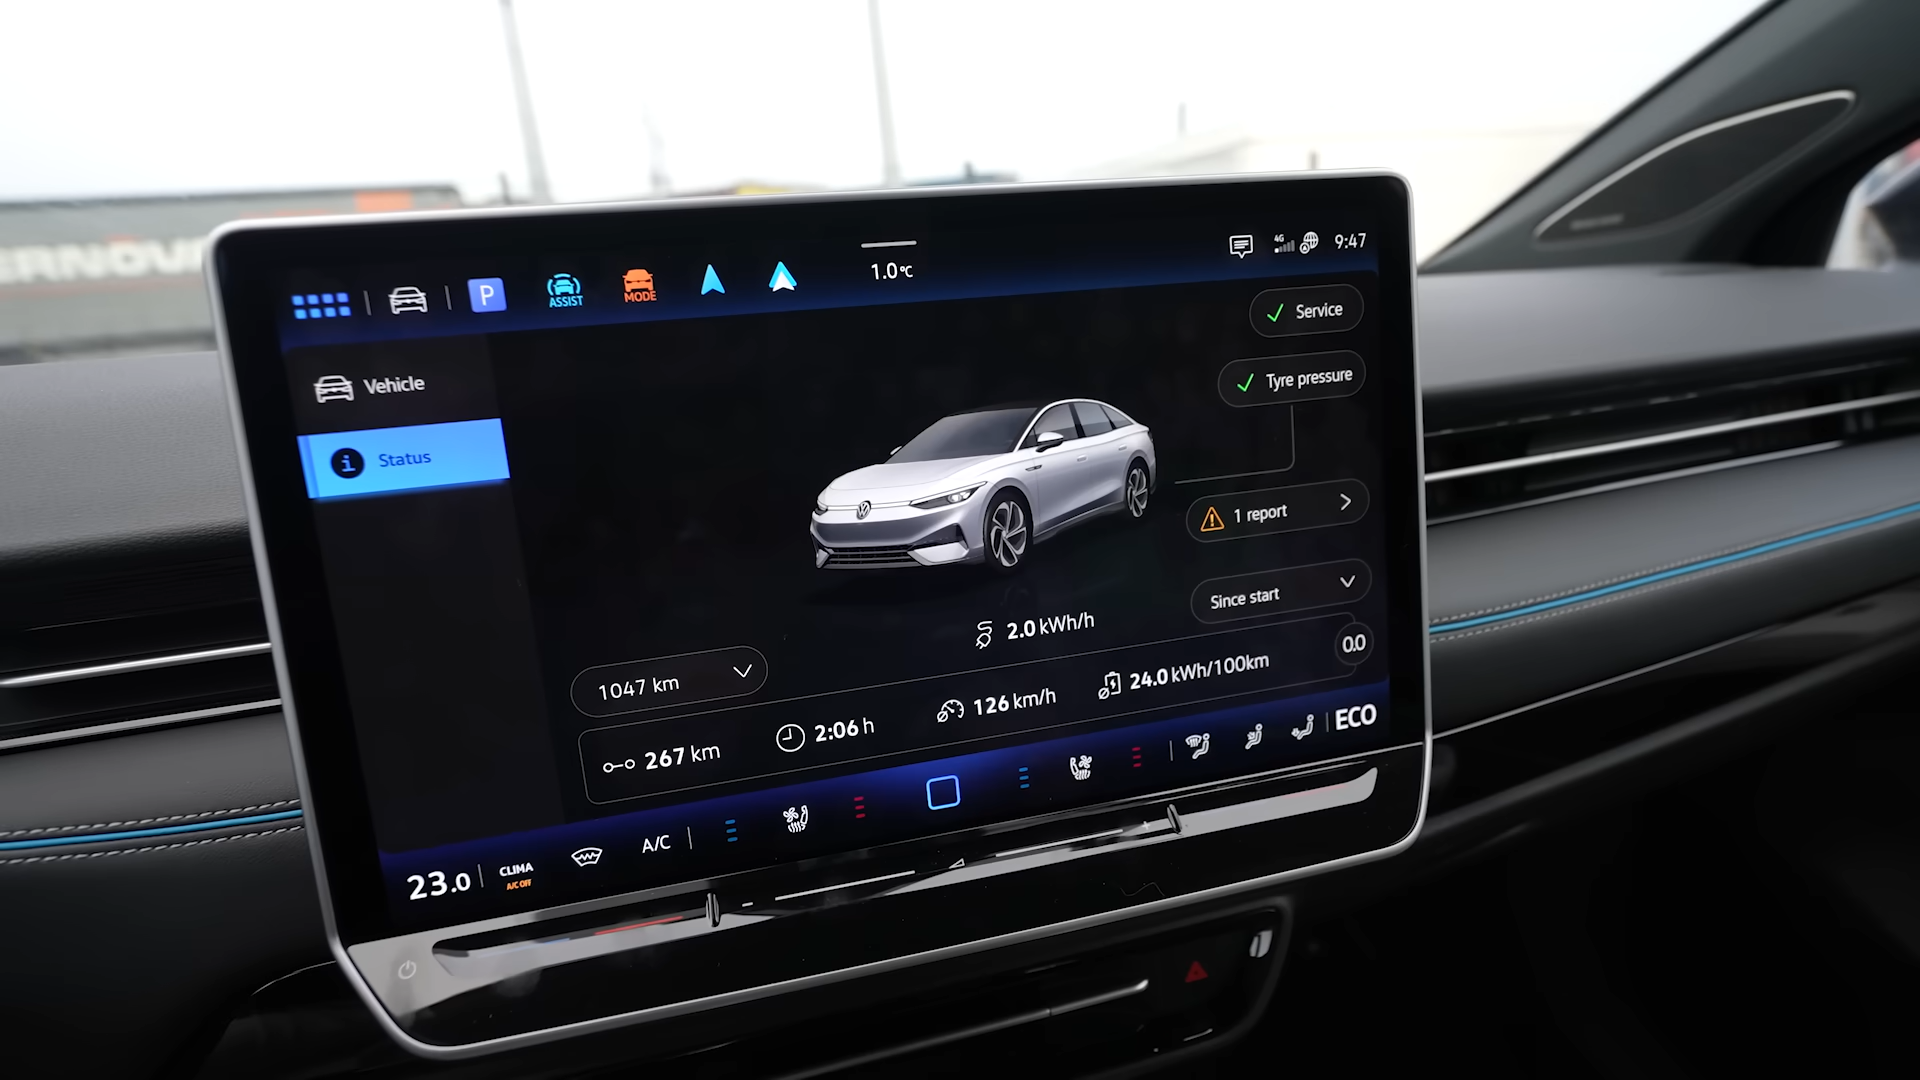 P
ASSIST
MODE
1.0°C
4G
9:47
Service
Vehicle
Tyre pressure
Status
1 report
Since start
2.0 kWh/h
1047 km
0.0
267 km
2:06 h
126 km/h
24.0 kWh/100km
ECO
23.0
CLIMA
A/C OFF
A/C